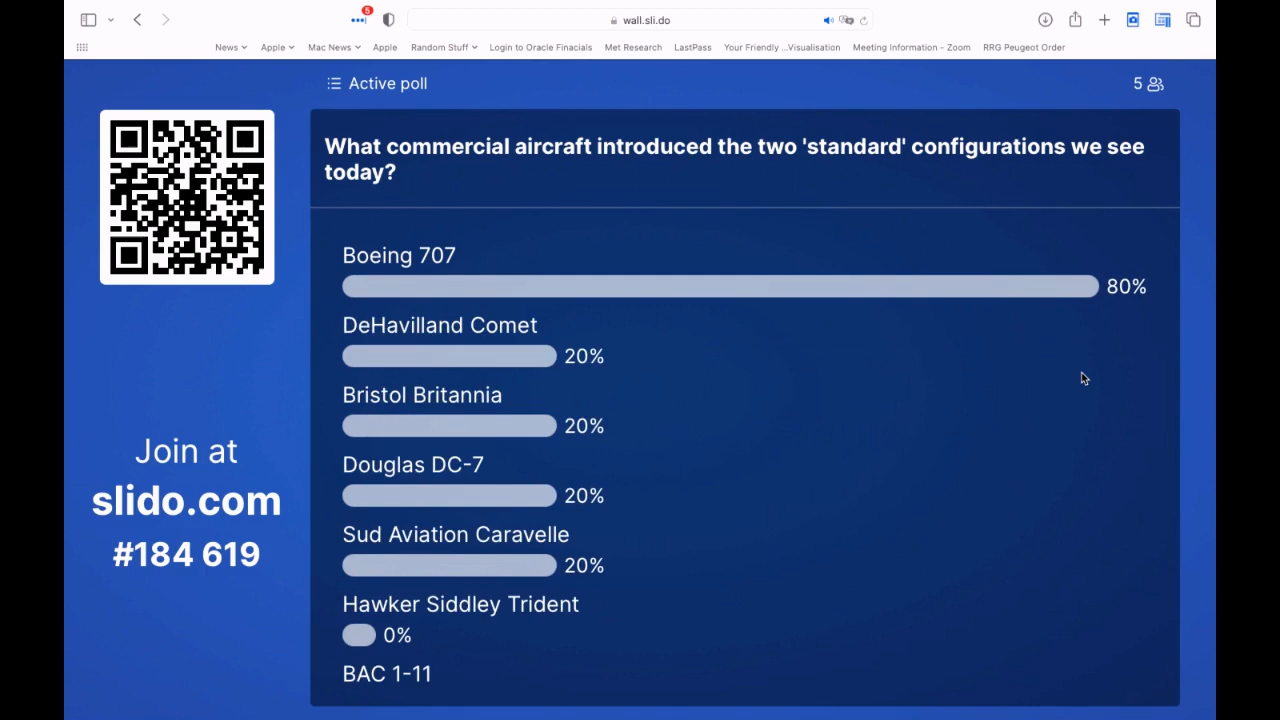 5
wall.sli.do
News Apple Mac News Apple Random Stuff Login to Oracle Finacials Met Research LastPass Your Friendly ...Visualisation Meeting Information - Zoom RRG Peugeot Order
Active poll
5
What commercial aircraft introduced the two 'standard' configurations we see
today?
Boeing 707
80%
DeHavilland Comet
20%
Bristol Britannia
20%
Douglas DC-7
20%
Sud Aviation Caravelle
20%
Hawker Siddley Trident
0%
BAC 1-11
Join at
slido.com
#184 619